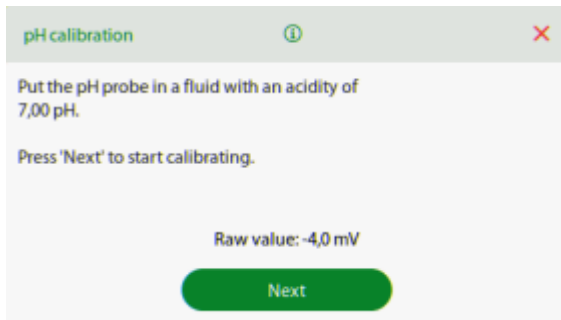 pH calibration
Put the pH probe in a fluid with an acidity of
7,00 pH.
Press 'Next' to start calibrating.
Raw value: -4,0 mV
Next